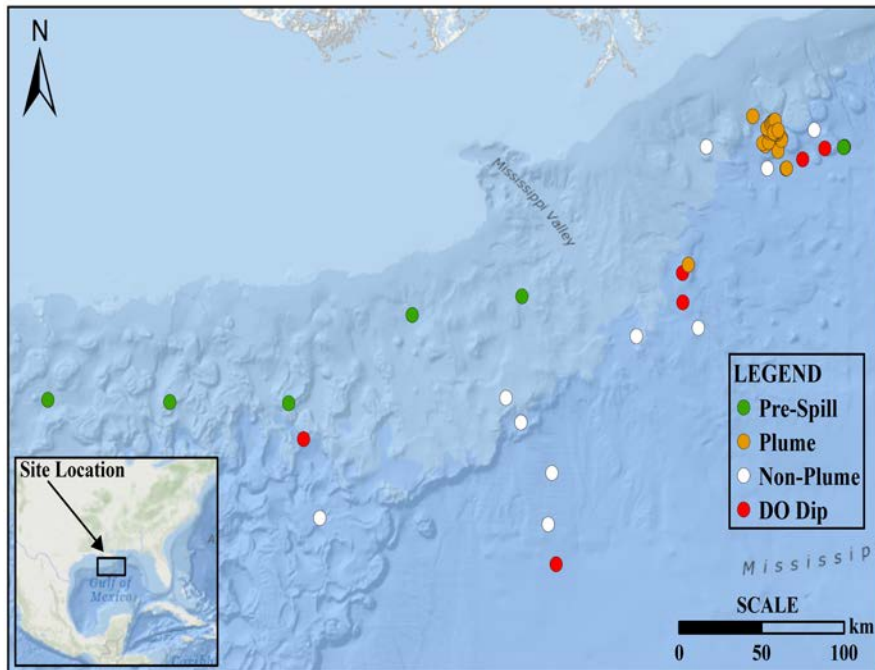 N
Mississippi Valley
LEGEND
Pre-Spill
Plume
Non-Plume
DO Dip
Site Location
Gulf of
Mexico
Mississip
SCALE
km
0 50 100